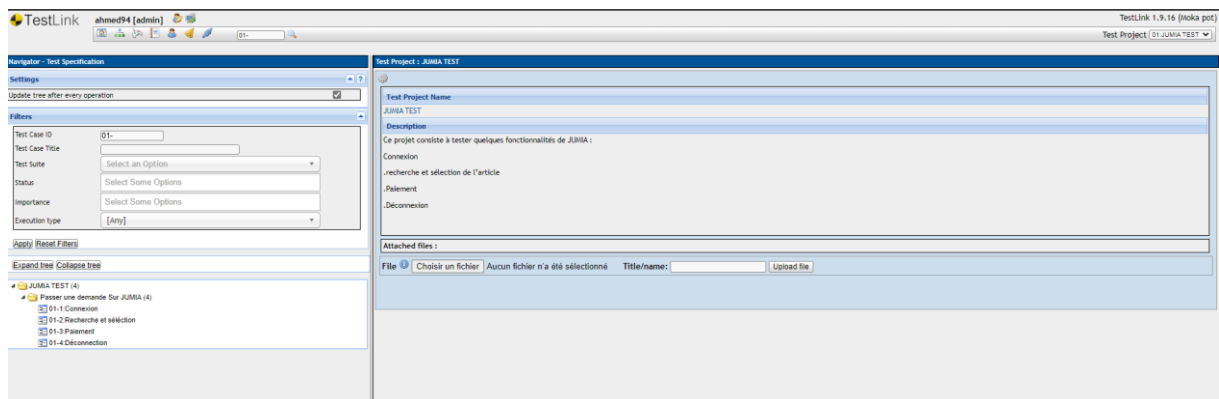 TestLink ahmed94 [admin] TestLink 1.9.16 (Moka pot)
01- Test Project 01:JUMIA TEST
Navigator - Test Specification
Settings
Update tree after every operation
Filters
Test Case ID 01-
Test Case Title
Test Suite Select an Option
Status Select Some Options
Importance Select Some Options
Execution type [Any]
Apply Reset Filters
Expand tree Collapse tree
JUMIA TEST (4)
Passer une demande Sur JUMIA (4)
01-1:Connexion
01-2:Recherche et séléction
01-3:Paiement
01-4:Déconnection
Test Project : JUMIA TEST
Test Project Name
JUMIA TEST
Description
Ce projet consiste à tester quelques fonctionnalités de JUMIA :
Connexion
.recherche et sélection de l'article
.Paiement
.Déconnexion
Attached files :
File Choisir un fichier Aucun fichier n'a été sélectionné Title/name: Upload file